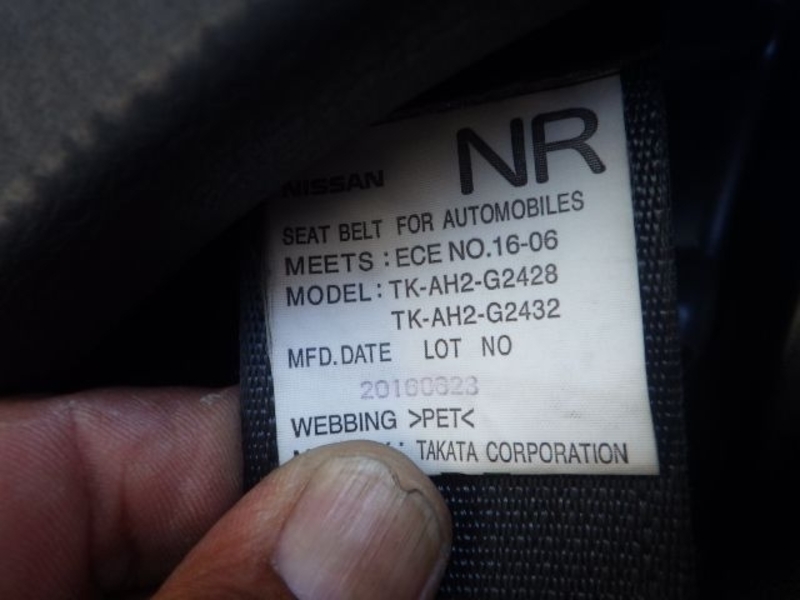 NR
NISSAN
SEAT BELT FOR AUTOMOBILES
MEETS : ECE NO.16-06
MODEL : TK-AH2-G2428
TK-AH2-G2432
MFD.DATE LOT NO
20160623
WEBBING >PET<
: TAKATA CORPORATION